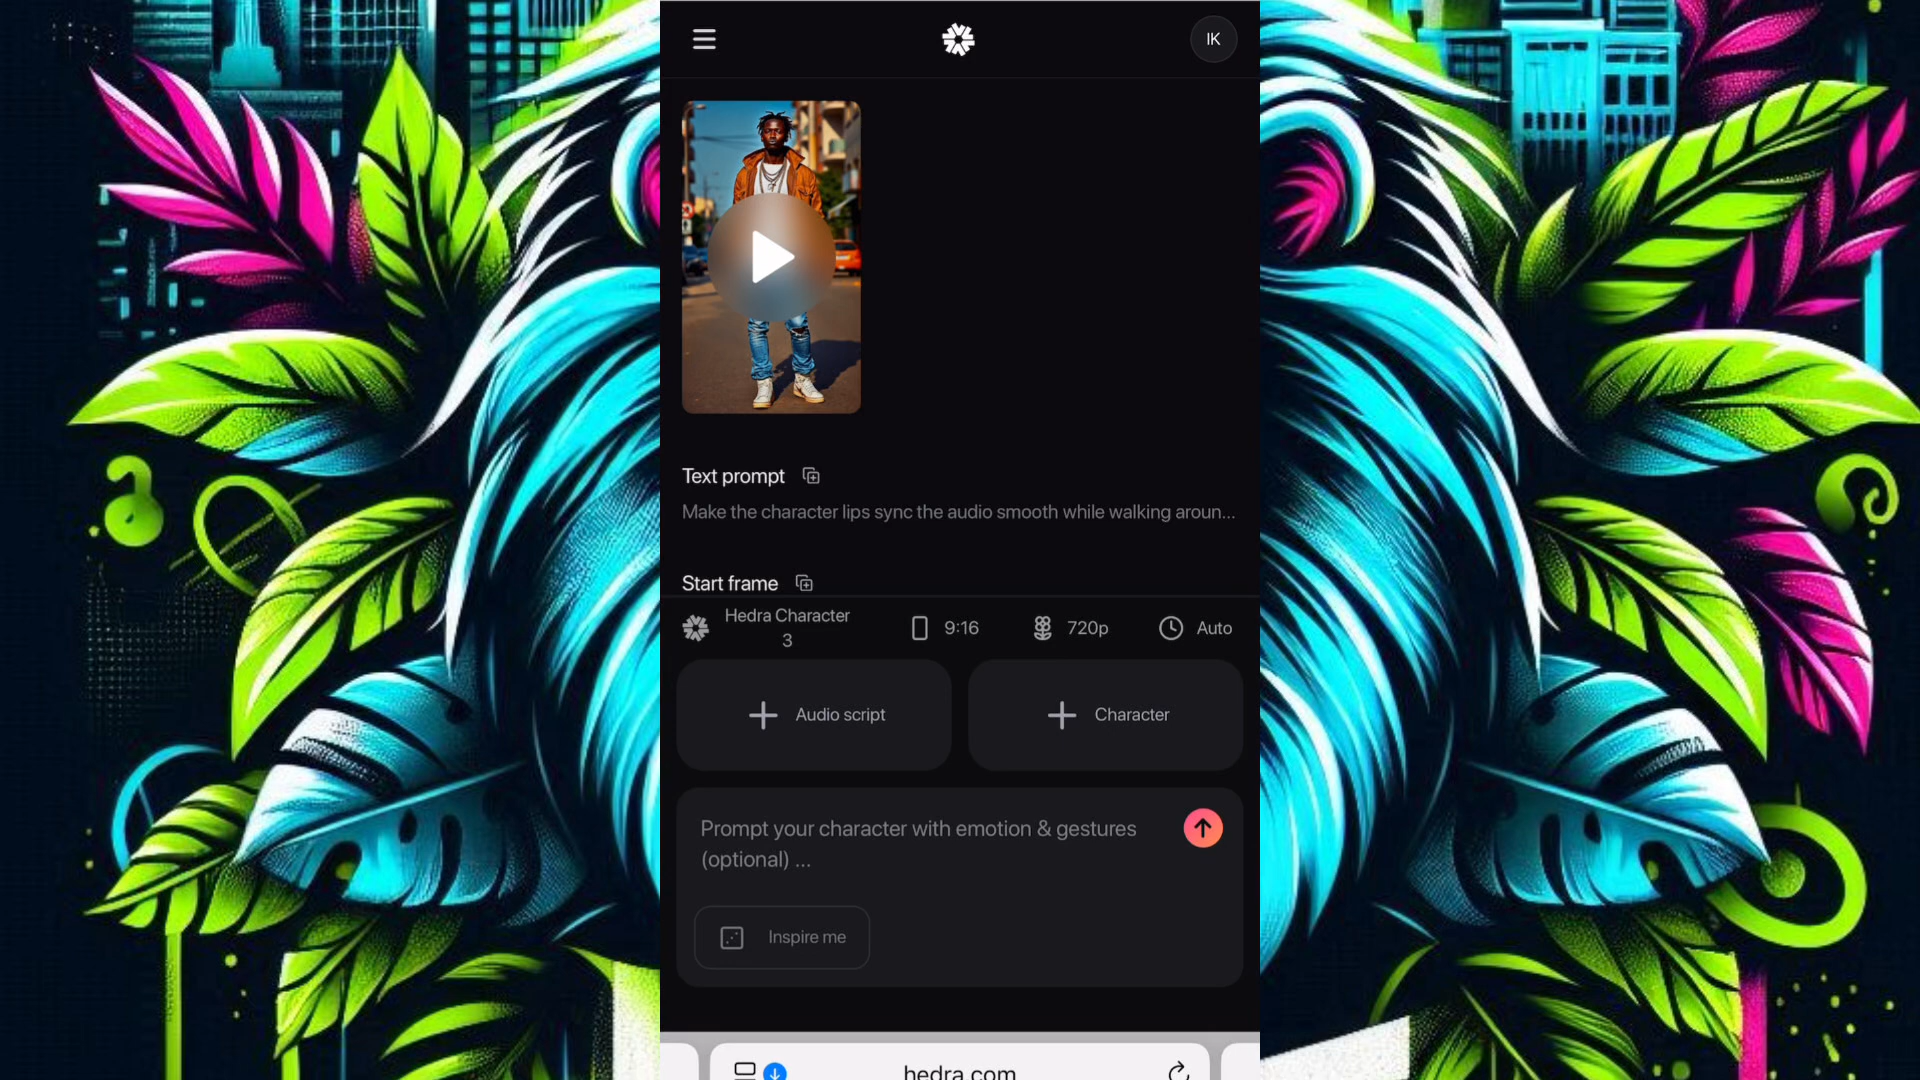 IK
Text prompt
Make the character lips sync the audio smooth while walking aroun...
Start frame
Hedra Character
3
9:16
720p
Auto
Audio script
Character
Prompt your character with emotion & gestures
(optional) ...
Inspire me
hedra.com